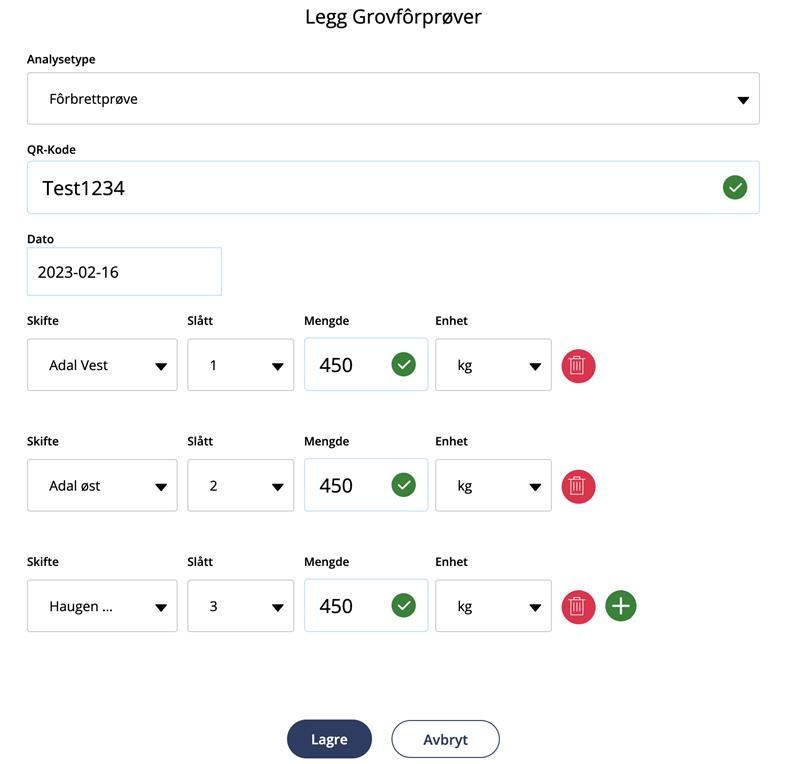 Legg Grovfôrprøver
Analysetype
Fôrbrettprøve
QR-Kode
Test1234
Dato
2023-02-16
Skifte Slått Mengde Enhet
Adal Vest 1 450 kg
Skifte Slått Mengde Enhet
Adal øst 2 450 kg
Skifte Slått Mengde Enhet
Haugen ... 3 450 kg
Lagre Avbryt